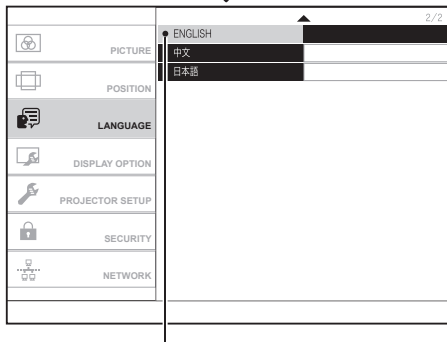 2/2
PICTURE
POSITION
LANGUAGE
DISPLAY OPTION
PROJECTOR SETUP
SECURITY
NETWORK
ENGLISH
中文
日本語